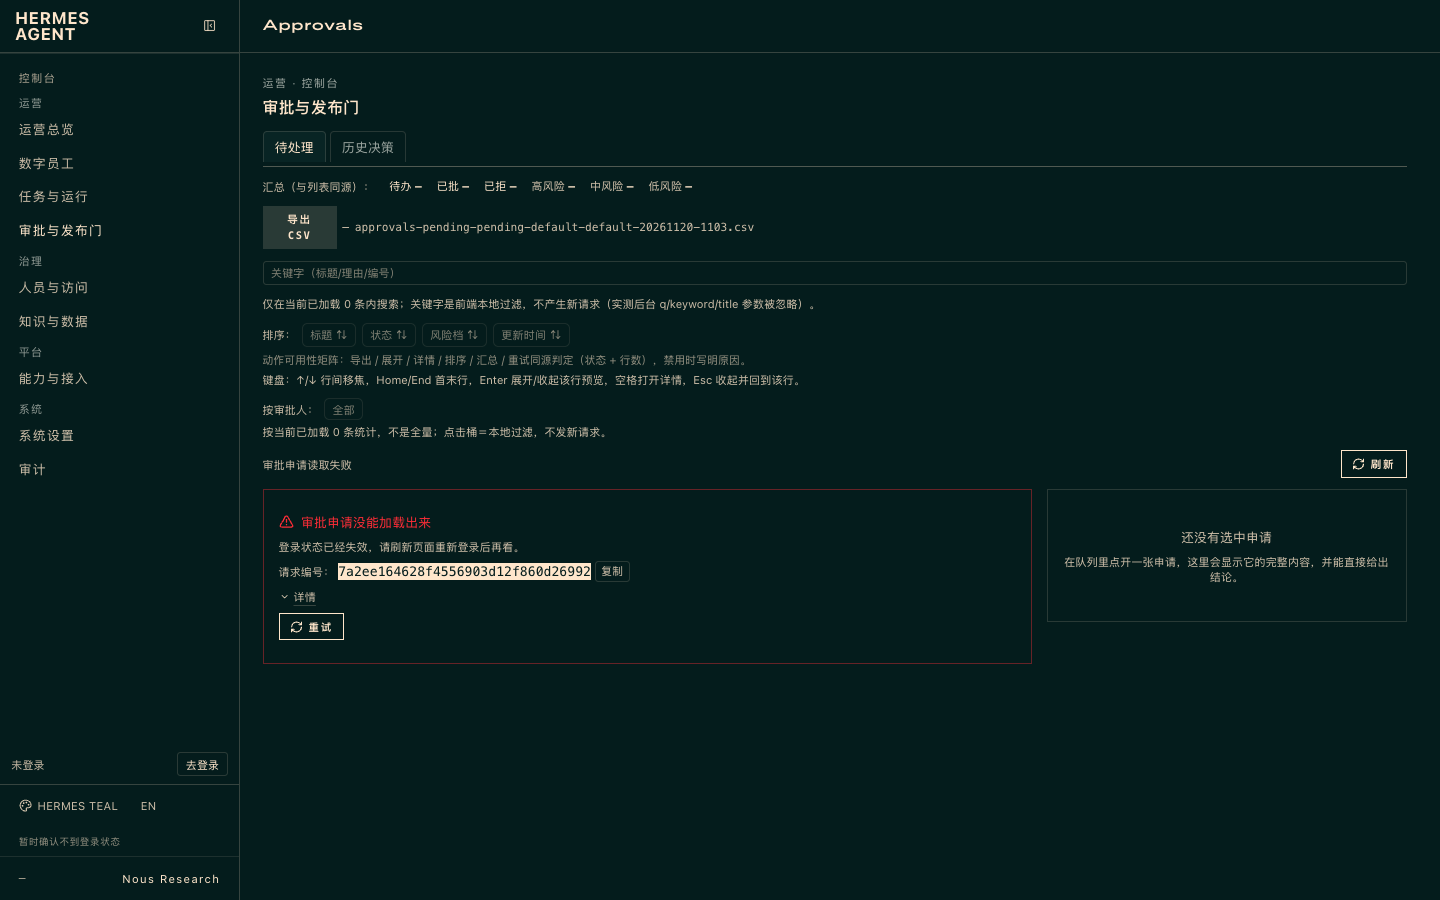 HERMES
AGENT
控制台
运营
运营总览
数字员工
任务与运行
审批与发布门
治理
人员与访问
知识与数据
平台
能力与接入
系统
系统设置
审计
未登录
去登录
HERMES TEAL
EN
暂时确认不到登录状态
—
Nous Research
Approvals
运营 · 控制台
审批与发布门
待处理
历史决策
汇总（与列表同源）： 待办 — 已批 — 已拒 — 高风险 — 中风险 — 低风险 —
导出
CSV
— approvals-pending-pending-default-default-20261120-1103.csv
关键字（标题/理由/编号）
仅在当前已加载 0 条内搜索；关键字是前端本地过滤，不产生新请求（实测后台 q/keyword/title 参数被忽略）。
排序： 标题 ⇅ 状态 ⇅ 风险档 ⇅ 更新时间 ⇅
动作可用性矩阵：导出 / 展开 / 详情 / 排序 / 汇总 / 重试同源判定（状态 + 行数），禁用时写明原因。
键盘：↑/↓ 行间移焦，Home/End 首末行，Enter 展开/收起该行预览，空格打开详情，Esc 收起并回到该行。
按审批人： 全部
按当前已加载 0 条统计，不是全量；点击桶＝本地过滤，不发新请求。
审批申请读取失败
刷新
审批申请没能加载出来
登录状态已经失效，请刷新页面重新登录后再看。
请求编号： 7a2ee164628f4556903d12f860d26992 复制
详情
重试
还没有选中申请
在队列里点开一张申请，这里会显示它的完整内容，并能直接给出
结论。